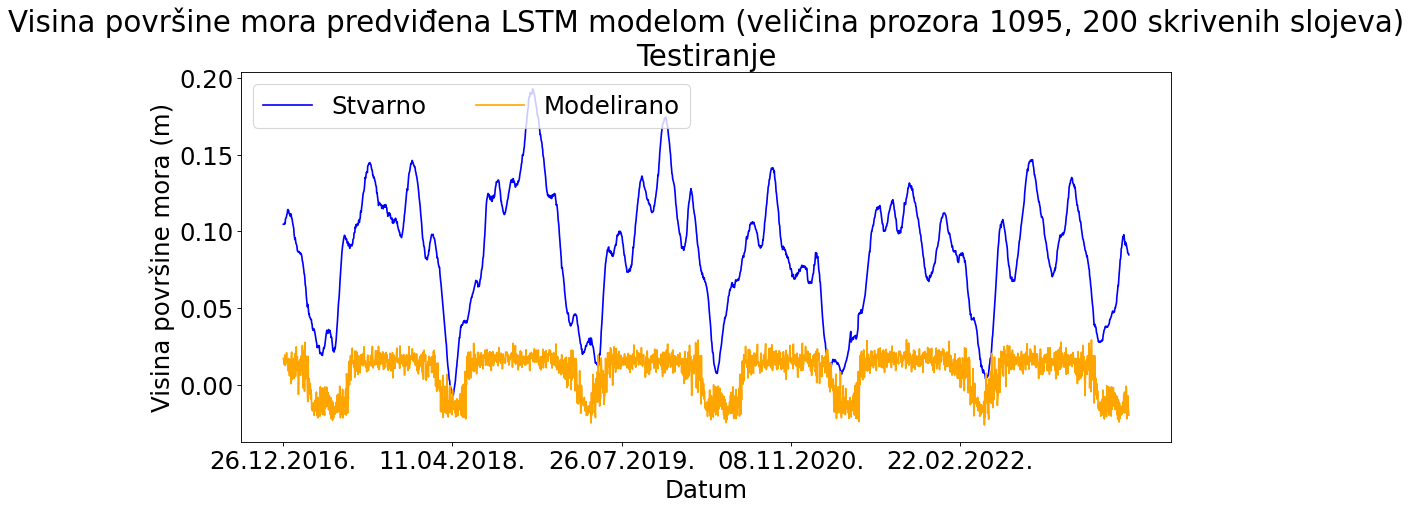 Visina površine mora predviđena LSTM modelom (veličina prozora 1095, 200 skrivenih slojeva)
Testiranje
Stvarno Modelirano
Visina površine mora (m)
0.20
0.15
0.10
0.05
0.00
26.12.2016. 11.04.2018. 26.07.2019. 08.11.2020. 22.02.2022.
Datum